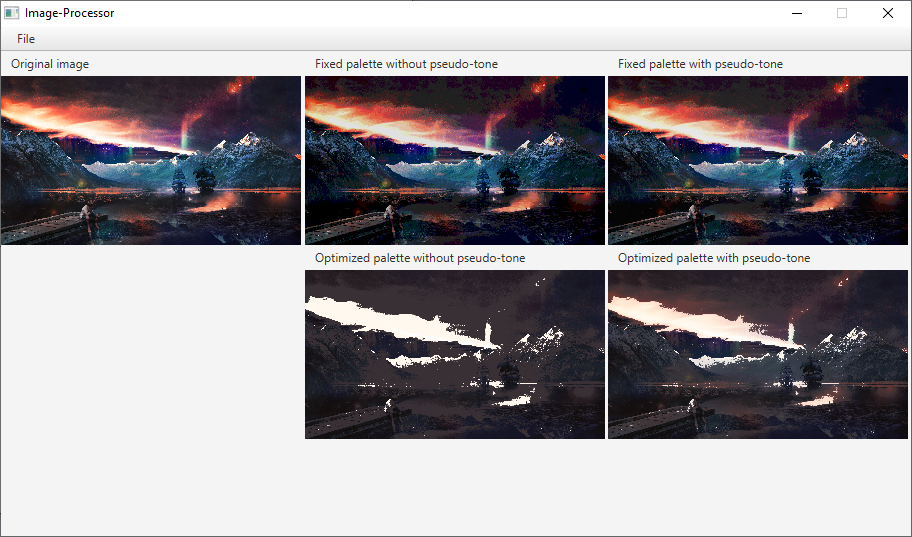 Image-Processor
File
Original image
Fixed palette without pseudo-tone
Fixed palette with pseudo-tone
Optimized palette without pseudo-tone
Optimized palette with pseudo-tone